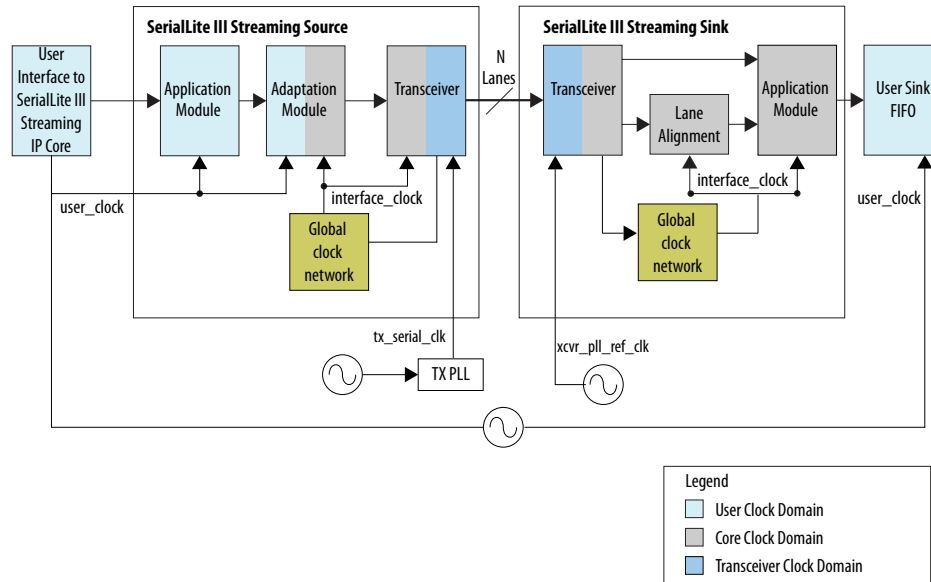 SerialLite III Streaming Source
SerialLite III Streaming Sink
User
Interface to
SerialLite III
Streaming
IP Core
Application
Module
Adaptation
Module
Transceiver
N
Lanes
Transceiver
Lane
Alignment
Application
Module
User Sink
FIFO
user_clock
interface_clock
Global
clock
network
interface_clock
Global
clock
network
user_clock
tx_serial_clk
TX PLL
xcvr_pll_ref_clk
Legend
User Clock Domain
Core Clock Domain
Transceiver Clock Domain